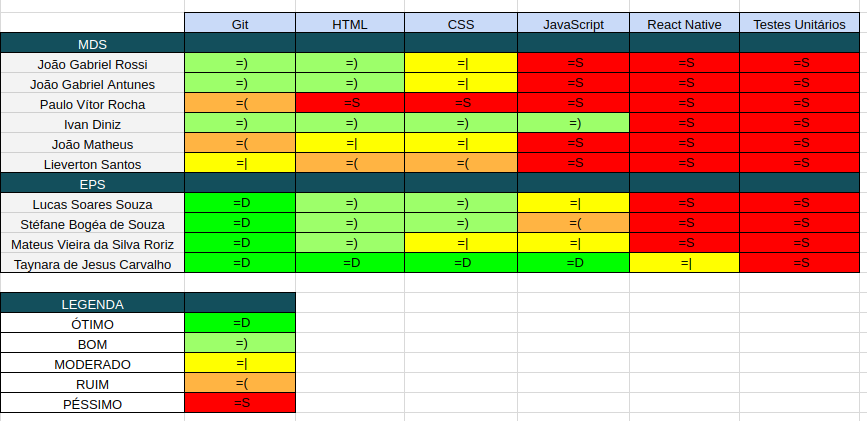 Git HTML CSS JavaScript React Native Testes Unitários
MDS
João Gabriel Rossi =) =) =| =S =S =S
João Gabriel Antunes =) =) =| =S =S =S
Paulo Vítor Rocha =( =S =S =S =S =S
Ivan Diniz =) =) =) =) =S =S
João Matheus =( =| =| =S =S =S
Lieverton Santos =| =( =( =S =S =S
EPS
Lucas Soares Souza =D =) =) =| =S =S
Stéfane Bogéa de Souza =D =) =) =( =S =S
Mateus Vieira da Silva Roriz =D =) =| =| =S =S
Taynara de Jesus Carvalho =D =D =D =D =| =S
LEGENDA
ÓTIMO =D
BOM =)
MODERADO =|
RUIM =(
PÉSSIMO =S